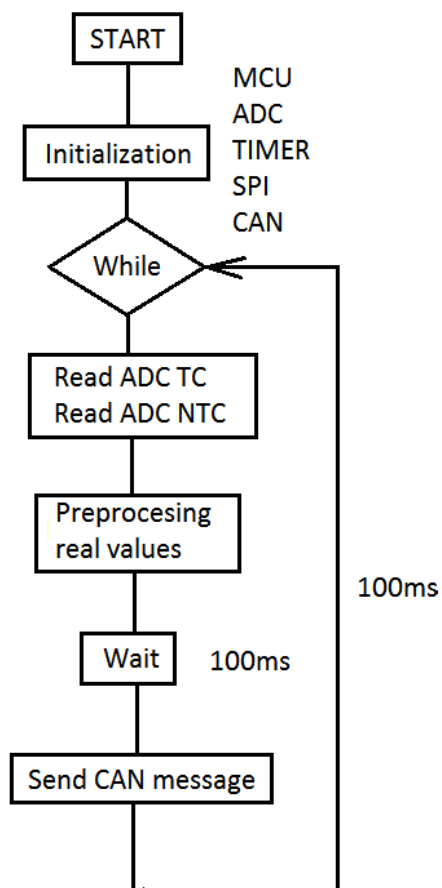 START
MCU
ADC
TIMER
SPI
CAN
Initialization
While
Read ADC TC
Read ADC NTC
Preprocesing
real values
100ms
Wait
100ms
Send CAN message